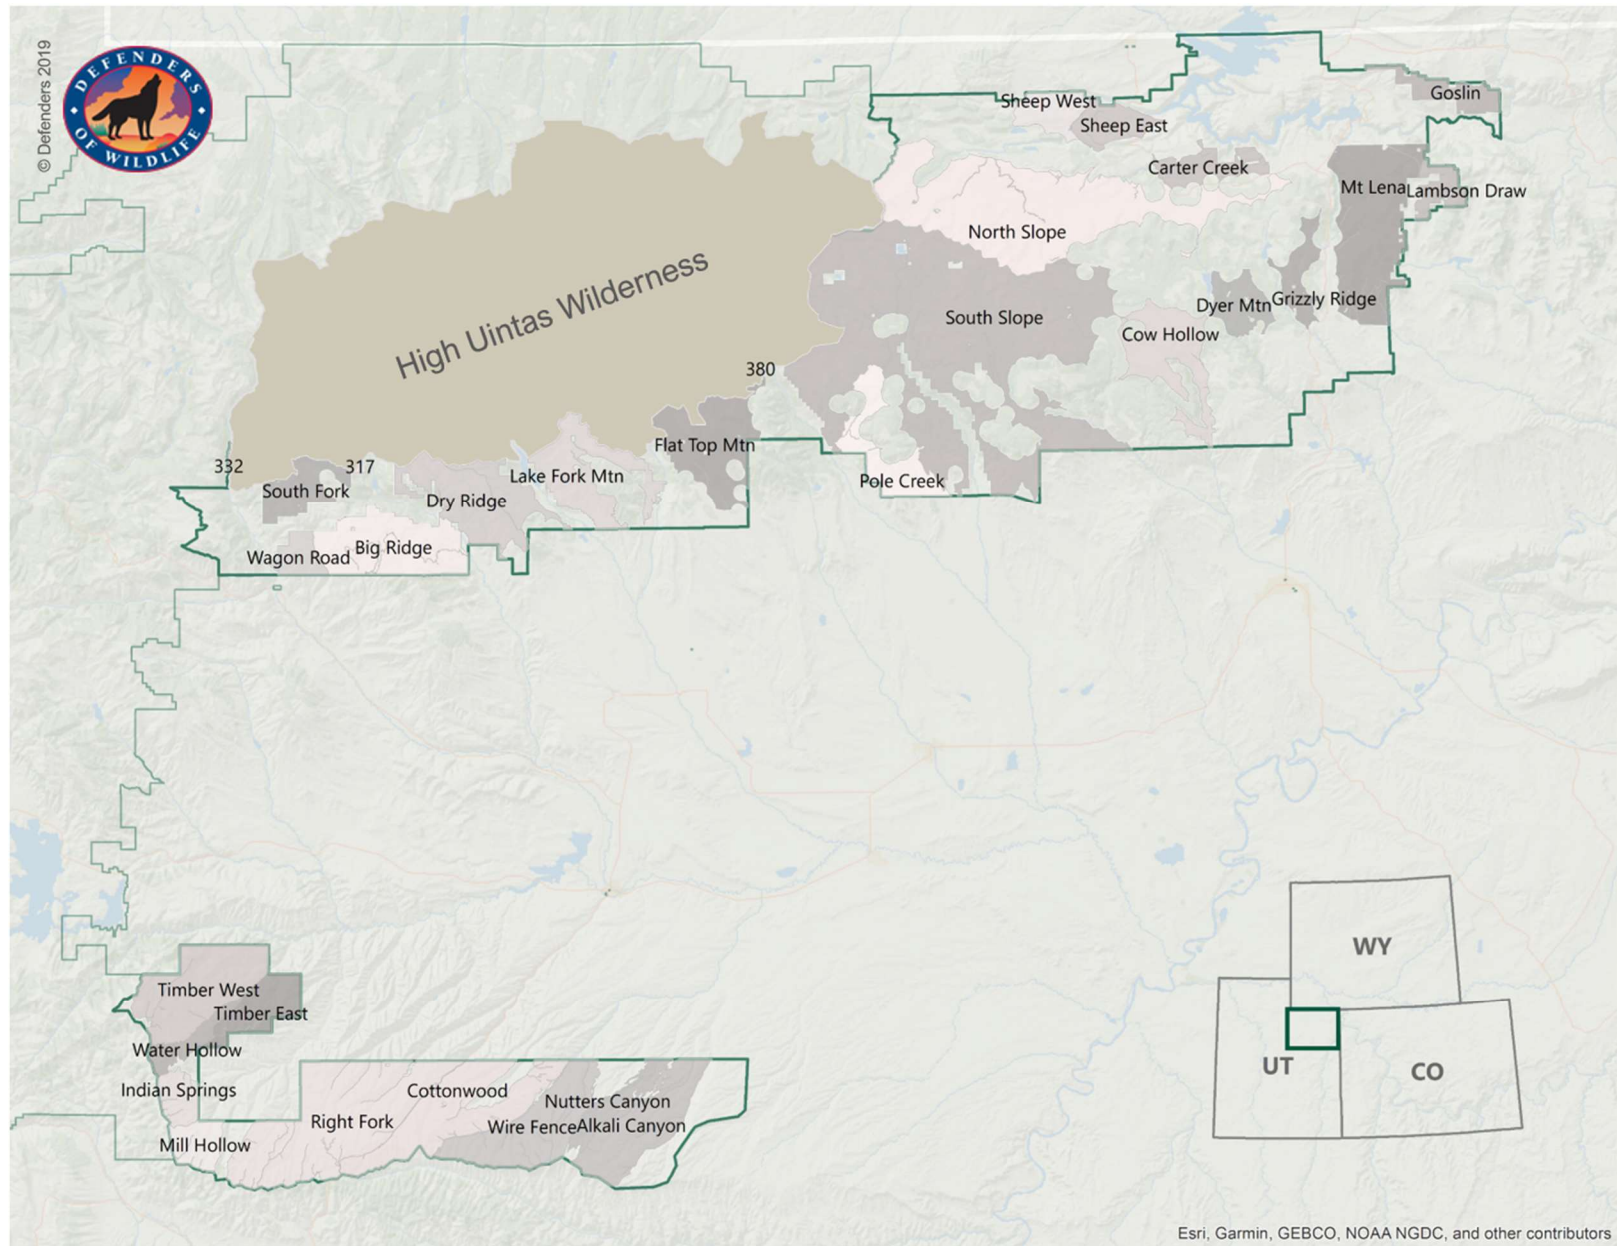 © Defenders 2019
DEFENDERS
OF WILDLIFE
Sheep West
Goslin
Sheep East
Carter Creek
Mt Lena
Lambson Draw
North Slope
High Uintas Wilderness
Dyer Mtn
Grizzly Ridge
South Slope
Cow Hollow
380
Flat Top Mtn
332
317
South Fork
Lake Fork Mtn
Dry Ridge
Pole Creek
Wagon Road
Big Ridge
WY
Timber West
Timber East
Water Hollow
UT
CO
Indian Springs
Cottonwood
Nutters Canyon
Right Fork
Wire Fence
Alkali Canyon
Mill Hollow
Esri, Garmin, GEBCO, NOAA NGDC, and other contributors